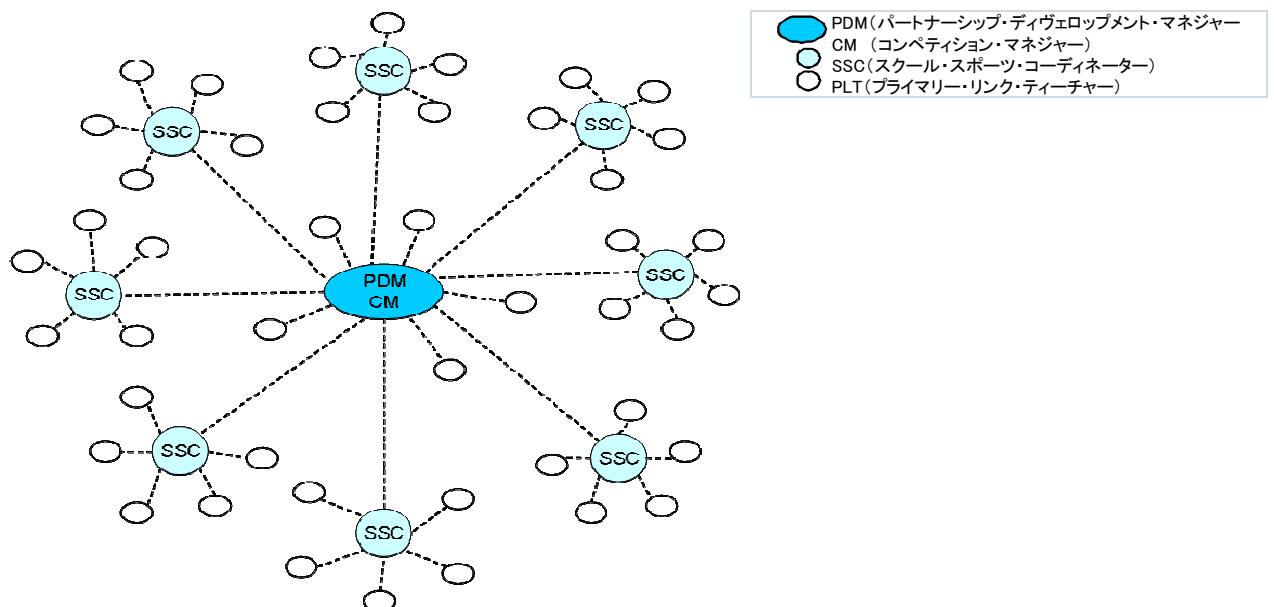 PDM(パートナーシップ・ディヴェロップメント・マネジャー
CM (コンペティション・マネジャー)
SSC(スクール・スポーツ・コーディネーター)
PLT(プライマリー・リンク・ティーチャー)
SSC
SSC
SSC
SSC
PDM
CM
SSC
SSC
SSC
SSC